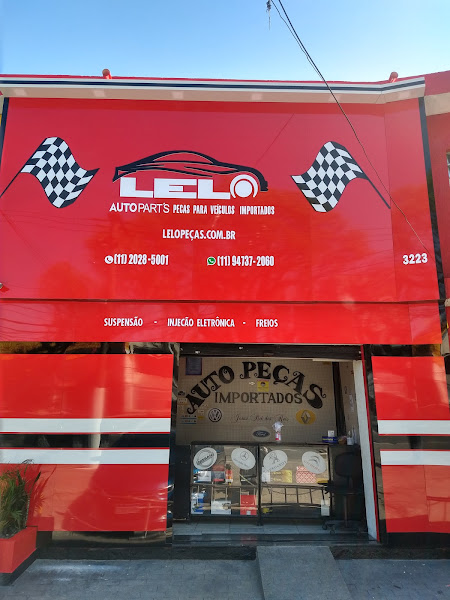 LELO
AUTOPART'S PEÇAS PARA VEÍCULOS IMPORTADOS
LELOPEÇAS.COM.BR
(11) 2028-5001 (11) 94737-2060
3223
SUSPENSÃO - INJEÇÃO ELETRÔNICA - FREIOS
AUTO PEÇAS
IMPORTADOS